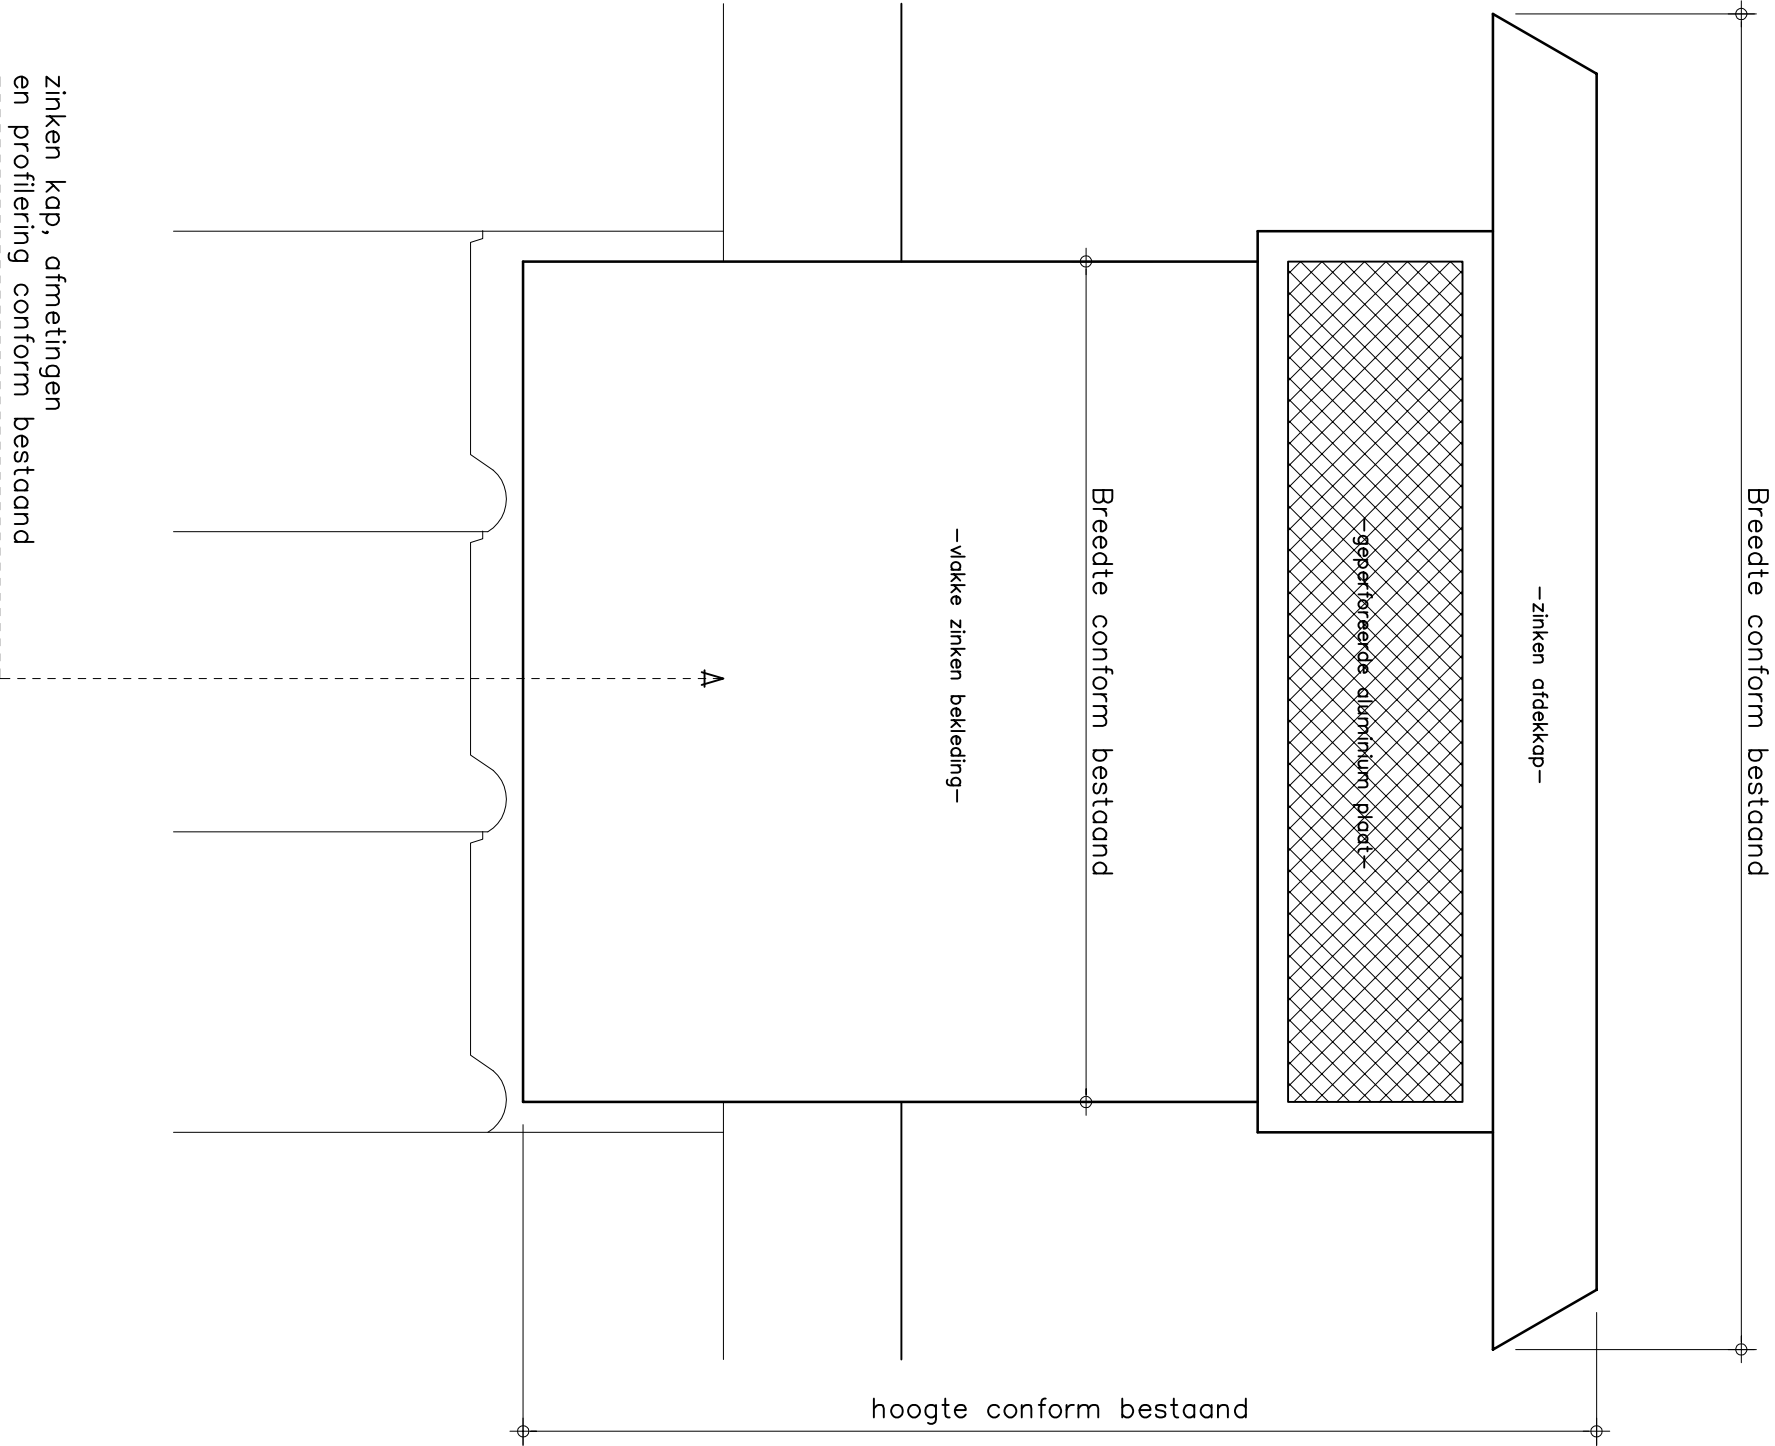 Breedte conform bestaand
–zinken afdekkap–
–geperforeerde aluminium plaat–
Breedte conform bestaand
–vlakke zinken bekleding–
hoogte conform bestaand
zinken kap, afmetingen
en profilering conform bestaand